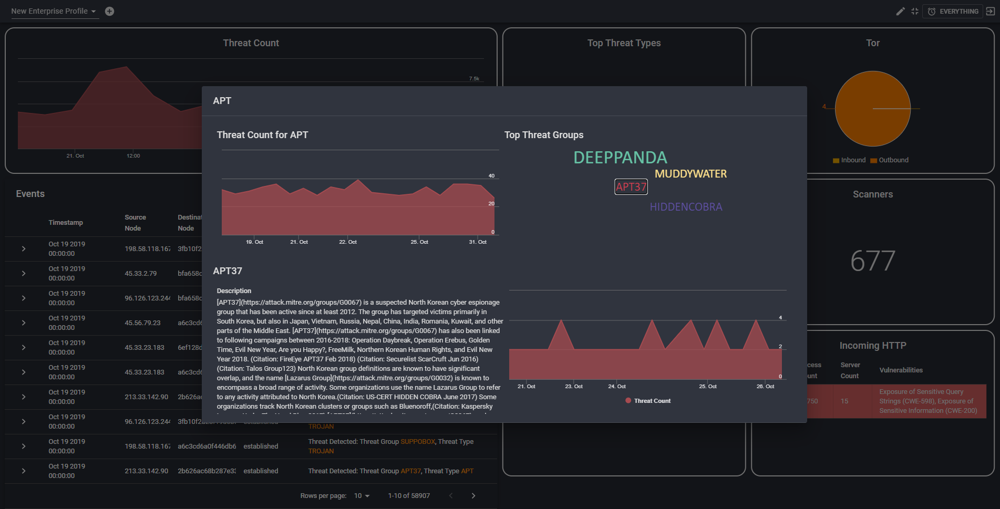 New Enterprise Profile
EVERYTHING
Threat Count
7.5k
21. Oct
12:00
Top Threat Types
Tor
4
Inbound
Outbound
APT
Threat Count for APT
40
20
0
19. Oct
21. Oct
22. Oct
25. Oct
31. Oct
Top Threat Groups
DEEPPANDA
MUDDYWATER
APT37
HIDDENCOBRA
APT37
Description
[APT37](https://attack.mitre.org/groups/G0067) is a suspected North Korean cyber espionage
group that has been active since at least 2012. The group has targeted victims primarily in
South Korea, but also in Japan, Vietnam, Russia, Nepal, China, India, Romania, Kuwait, and other
parts of the Middle East. [APT37](https://attack.mitre.org/groups/G0067) has also been linked
to following campaigns between 2016-2018: Operation Daybreak, Operation Erebus, Golden
Time, Evil New Year, Are you Happy?, FreeMilk, Northern Korean Human Rights, and Evil New
Year 2018. (Citation: FireEye APT37 Feb 2018) (Citation: Securelist ScarCruft Jun 2016)
(Citation: Talos Group123) North Korean group definitions are known to have significant
overlap, and the name [Lazarus Group](https://attack.mitre.org/groups/G0032) is known to
encompass a broad range of activity. Some organizations use the name Lazarus Group to refer
to any activity attributed to North Korea.(Citation: US-CERT HIDDEN COBRA June 2017) Some
organizations track North Korean clusters or groups such as Bluenoroff,(Citation: Kaspersky
4
2
0
21. Oct
23. Oct
24. Oct
25. Oct
26. Oct
Threat Count
Events
Timestamp
Source
Node
Destinat
Node
Oct 19 2019
00:00:00
198.58.118.167
3fb10f2
Oct 19 2019
00:00:00
45.33.2.79
bfa658c
Oct 19 2019
00:00:00
96.126.123.244
bfa658c
Oct 19 2019
00:00:00
45.56.79.23
a6c3cd6
Oct 19 2019
00:00:00
45.33.23.183
6ef128d
Oct 19 2019
00:00:00
45.33.23.183
a6c3cd6
Oct 19 2019
00:00:00
213.33.142.90
2b626ac
Oct 19 2019
00:00:00
96.126.123.244
TROJAN
Oct 19 2019
00:00:00
198.58.118.167
a6c3cd6a0f446db6
established
Threat Detected: Threat Group SUPPOBOX, Threat Type
TROJAN
Oct 19 2019
00:00:00
213.33.142.90
2b626ac68b287e33
established
Threat Detected: Threat Group APT37, Threat Type APT
Rows per page: 10
1-10 of 58907
Scanners
677
Incoming HTTP
cess
unt
Server
Count
Vulnerabilities
750
15
Exposure of Sensitive Query
Strings (CWE-598), Exposure of
Sensitive Information (CWE-200)